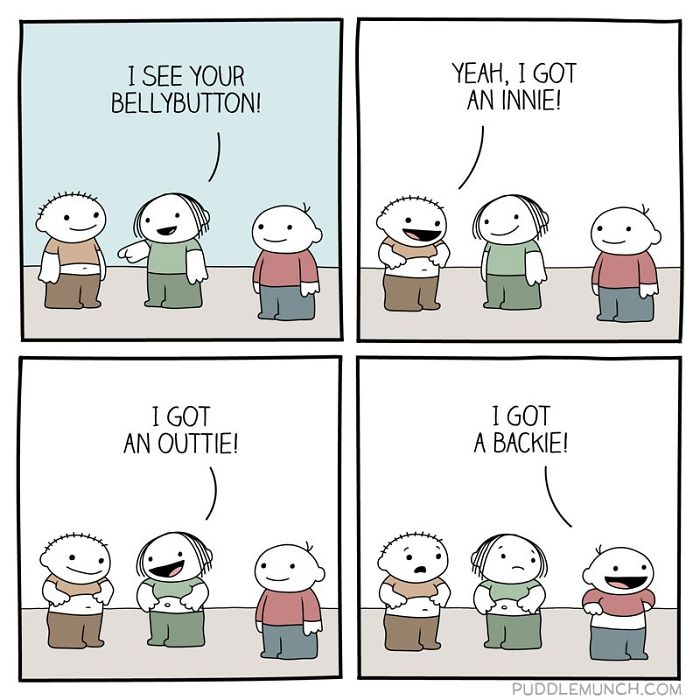 I SEE YOUR
BELLYBUTTON!
YEAH, I GOT
AN INNIE!
I GOT
AN OUTTIE!
I GOT
A BACKIE!
PUDDLEMUNCH.COM